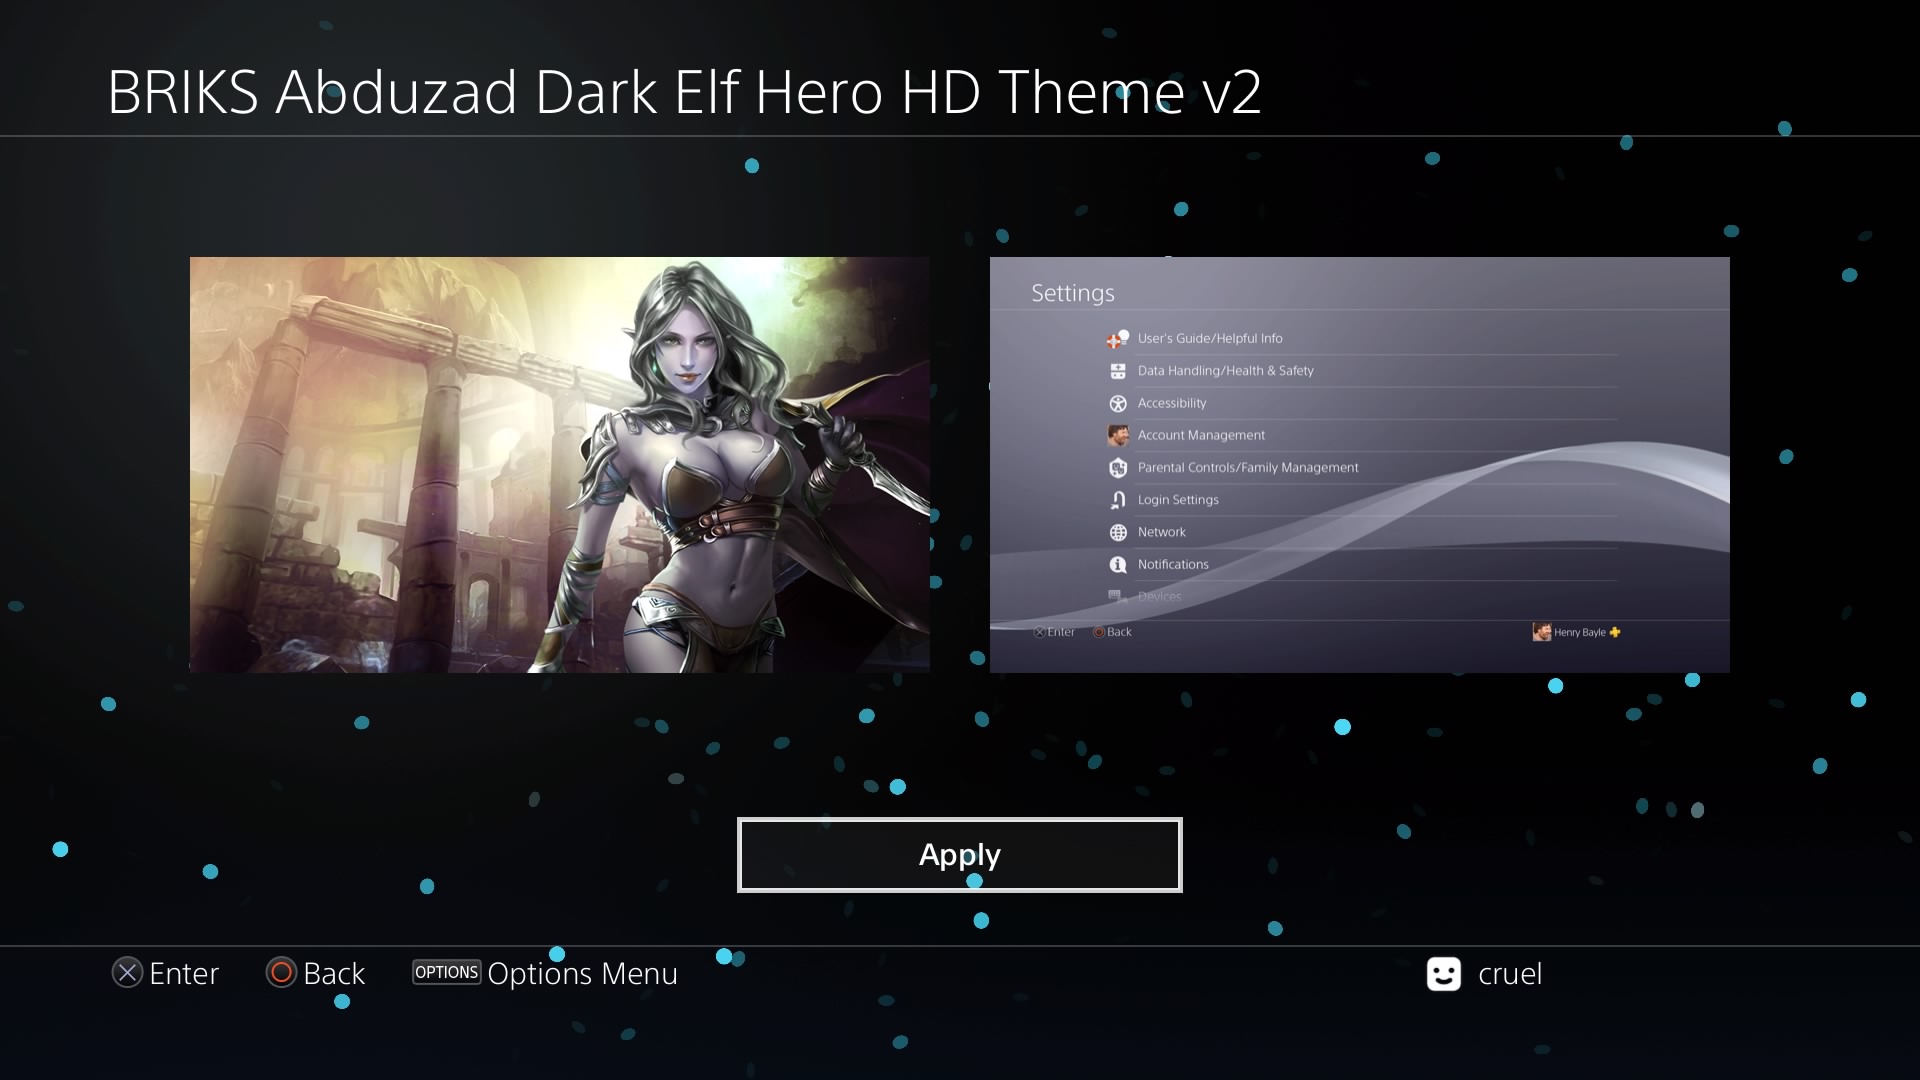 BRIKS Abduzad Dark Elf Hero HD Theme v2
Settings
User's Guide/Helpful Info
Data Handling/Health & Safety
Accessibility
Account Management
Parental Controls/Family Management
Login Settings
Network
Notifications
Devices
Enter Back Henry Bayle
Apply
Enter Back OPTIONS Options Menu cruel